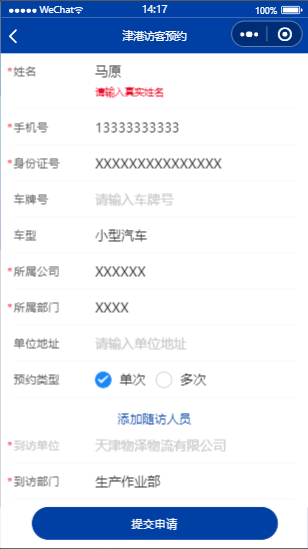 WeChat 14:17 100%
津港访客预约
*姓名 马原
请输入真实姓名
*手机号 13333333333
*身份证号 XXXXXXXXXXXXXXX
车牌号 请输入车牌号
车型 小型汽车
*所属公司 XXXXXX
*所属部门 XXXX
单位地址 请输入单位地址
预约类型 单次 多次
添加随访人员
*到访单位 天津物泽物流有限公司
*到访部门 生产作业部
提交申请